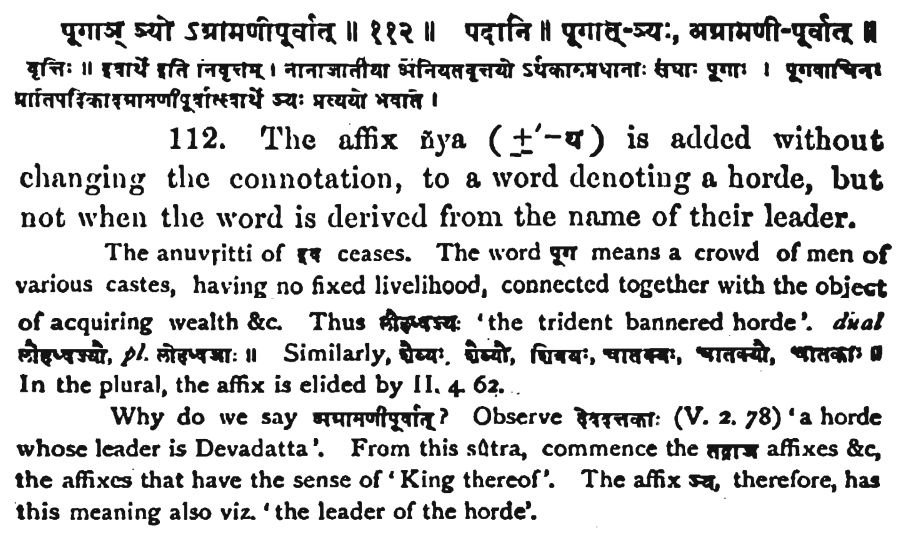 पूगाञ् ञ्यो ऽग्रामणीपूर्वात् ॥ ११२ ॥ पदानि ॥ पूगात्-ञ्यः, अग्रामणी-पूर्वात् ॥
वृत्तिः ॥ इवार्थे इति निवृत्तम् । नानाजातीया अनियतवृत्तयो ऽर्थकामप्रधानाः संघाः पूगाः । पूगवाचिनः
प्रातिपदिकादग्रामणीपूर्वात्स्वार्थे ञ्यः प्रत्ययो भवति ।
112. The affix ñya (±′-य) is added without
changing the connotation, to a word denoting a horde, but
not when the word is derived from the name of their leader.
The anuvṛitti of इव ceases. The word पूग means a crowd of men of
various castes, having no fixed livelihood, connected together with the object
of acquiring wealth &c. Thus लौहध्वज्यः 'the trident bannered horde'. dual
लौहध्वज्यौ, pl. लोहध्वजाः ॥ Similarly, शैब्यः, शैब्यौ, शिबयः, चातक्यः, चातक्यौ, चातकाः ॥
In the plural, the affix is elided by II. 4. 62.
Why do we say अग्रामणीपूर्वात्? Observe देवदत्तकाः (V. 2. 78) 'a horde
whose leader is Devadatta'. From this sûtra, commence the तद्राज affixes &c,
the affixes that have the sense of 'King thereof'. The affix ञ्य, therefore, has
this meaning also viz. 'the leader of the horde'.